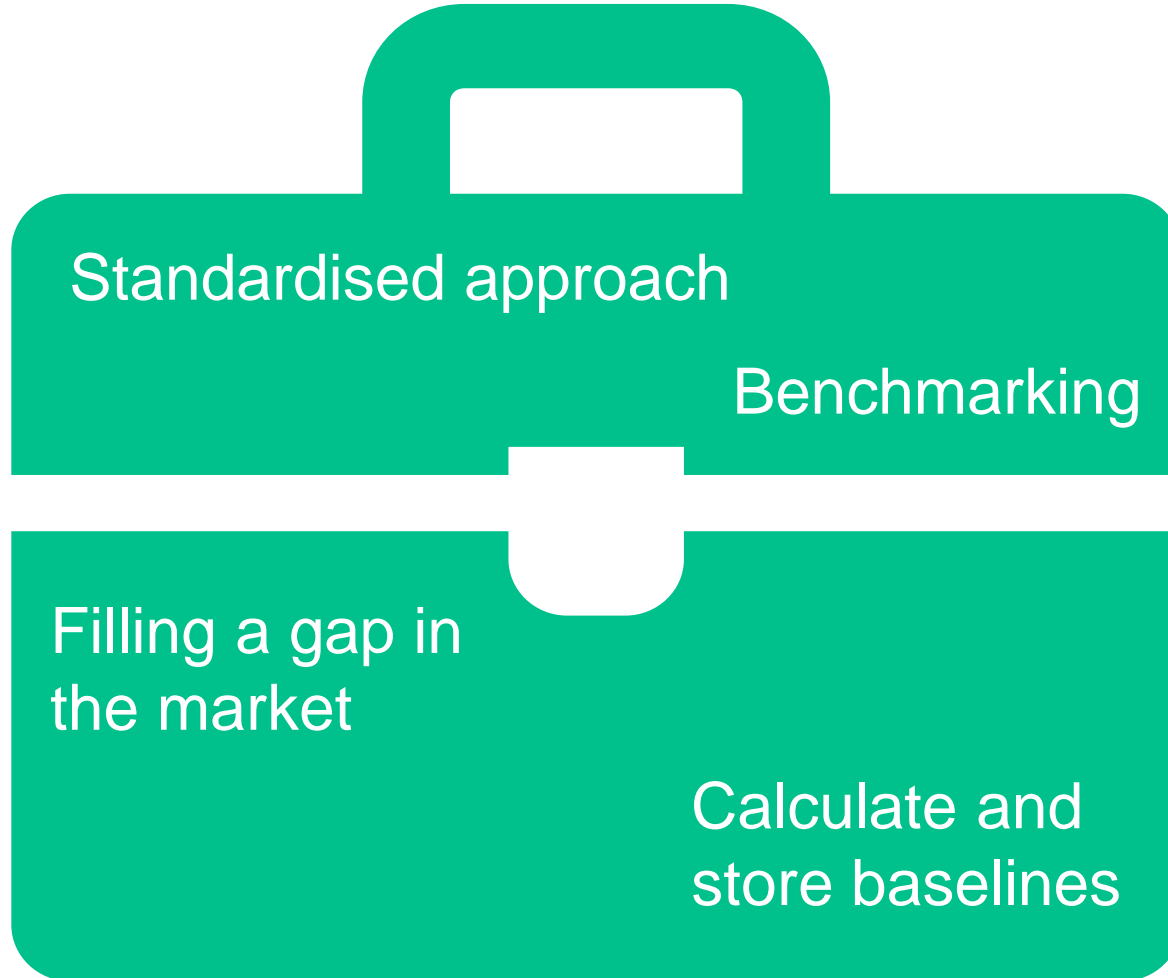 Standardised approach
Benchmarking
Filling a gap in
the market
Calculate and
store baselines